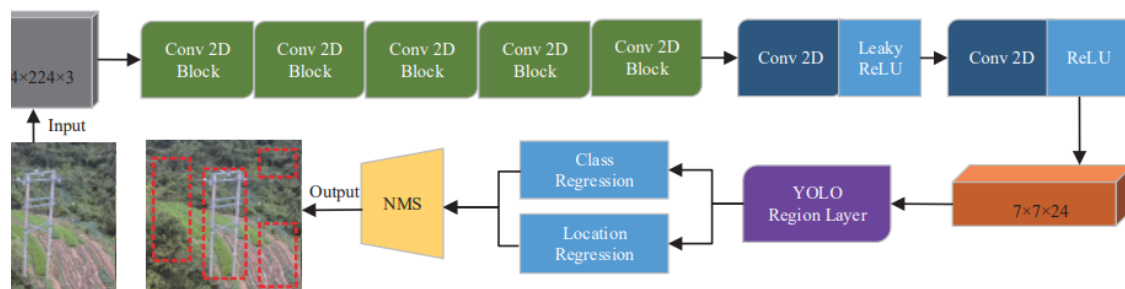 4×224×3
Conv 2D
Block
Conv 2D
Block
Conv 2D
Block
Conv 2D
Block
Conv 2D
Block
Conv 2D
Leaky
ReLU
Conv 2D
ReLU
Input
Output
NMS
Class
Regression
Location
Regression
YOLO
Region Layer
7×7×24